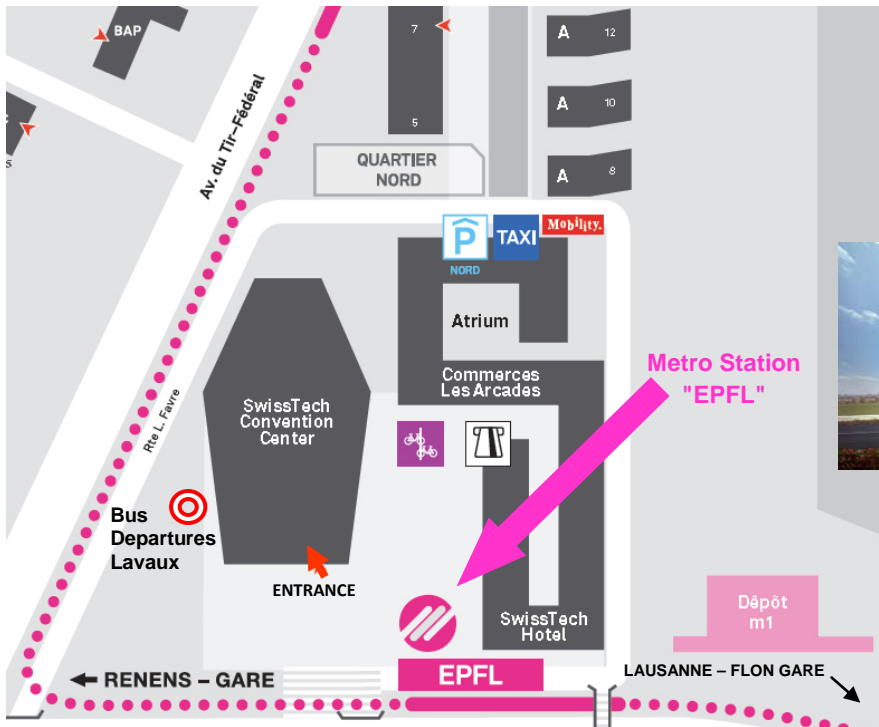 BAP
7
5
A 12
A 10
A 8
Av. du Tir–Fédéral
QUARTIER
NORD
P
NORD
TAXI
Mobility.
Atrium
Commerces
Les Arcades
Metro Station
"EPFL"
SwissTech
Convention
Center
Rte L. Favre
Bus
Departures
Lavaux
ENTRANCE
SwissTech
Hotel
Dépôt
m1
RENENS – GARE
EPFL
LAUSANNE – FLON GARE